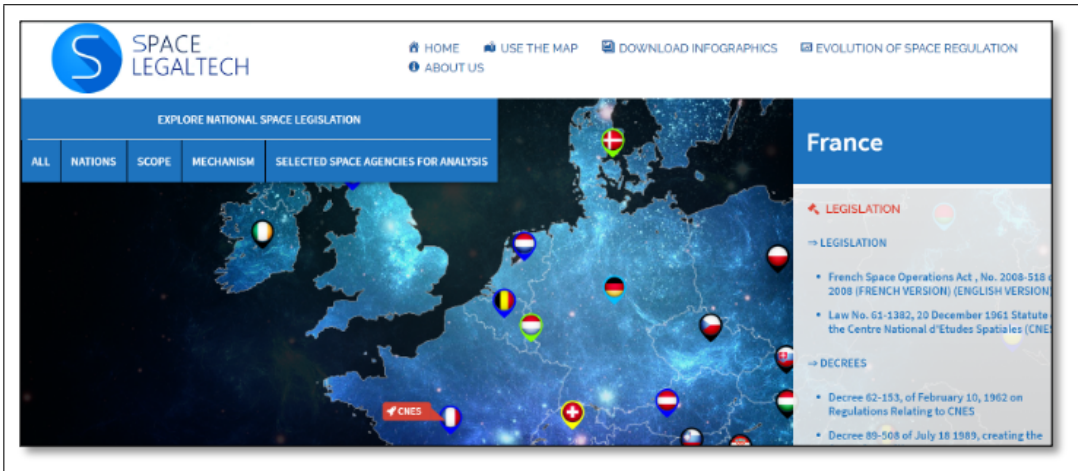 SPACE
LEGALTECH
HOME USE THE MAP DOWNLOAD INFOGRAPHICS EVOLUTION OF SPACE REGULATION
ABOUT US
EXPLORE NATIONAL SPACE LEGISLATION
ALL NATIONS SCOPE MECHANISM SELECTED SPACE AGENCIES FOR ANALYSIS
CNES
France
LEGISLATION
⇒ LEGISLATION
• French Space Operations Act , No. 2008-518
2008 (FRENCH VERSION) (ENGLISH VERSION)
• Law No. 61-1382, 20 December 1961 Statute
the Centre National d'Etudes Spatiales (CNES
⇒ DECREES
• Decree 62-153, of February 10, 1962 on
Regulations Relating to CNES
• Decree 89-508 of July 18 1989, creating the